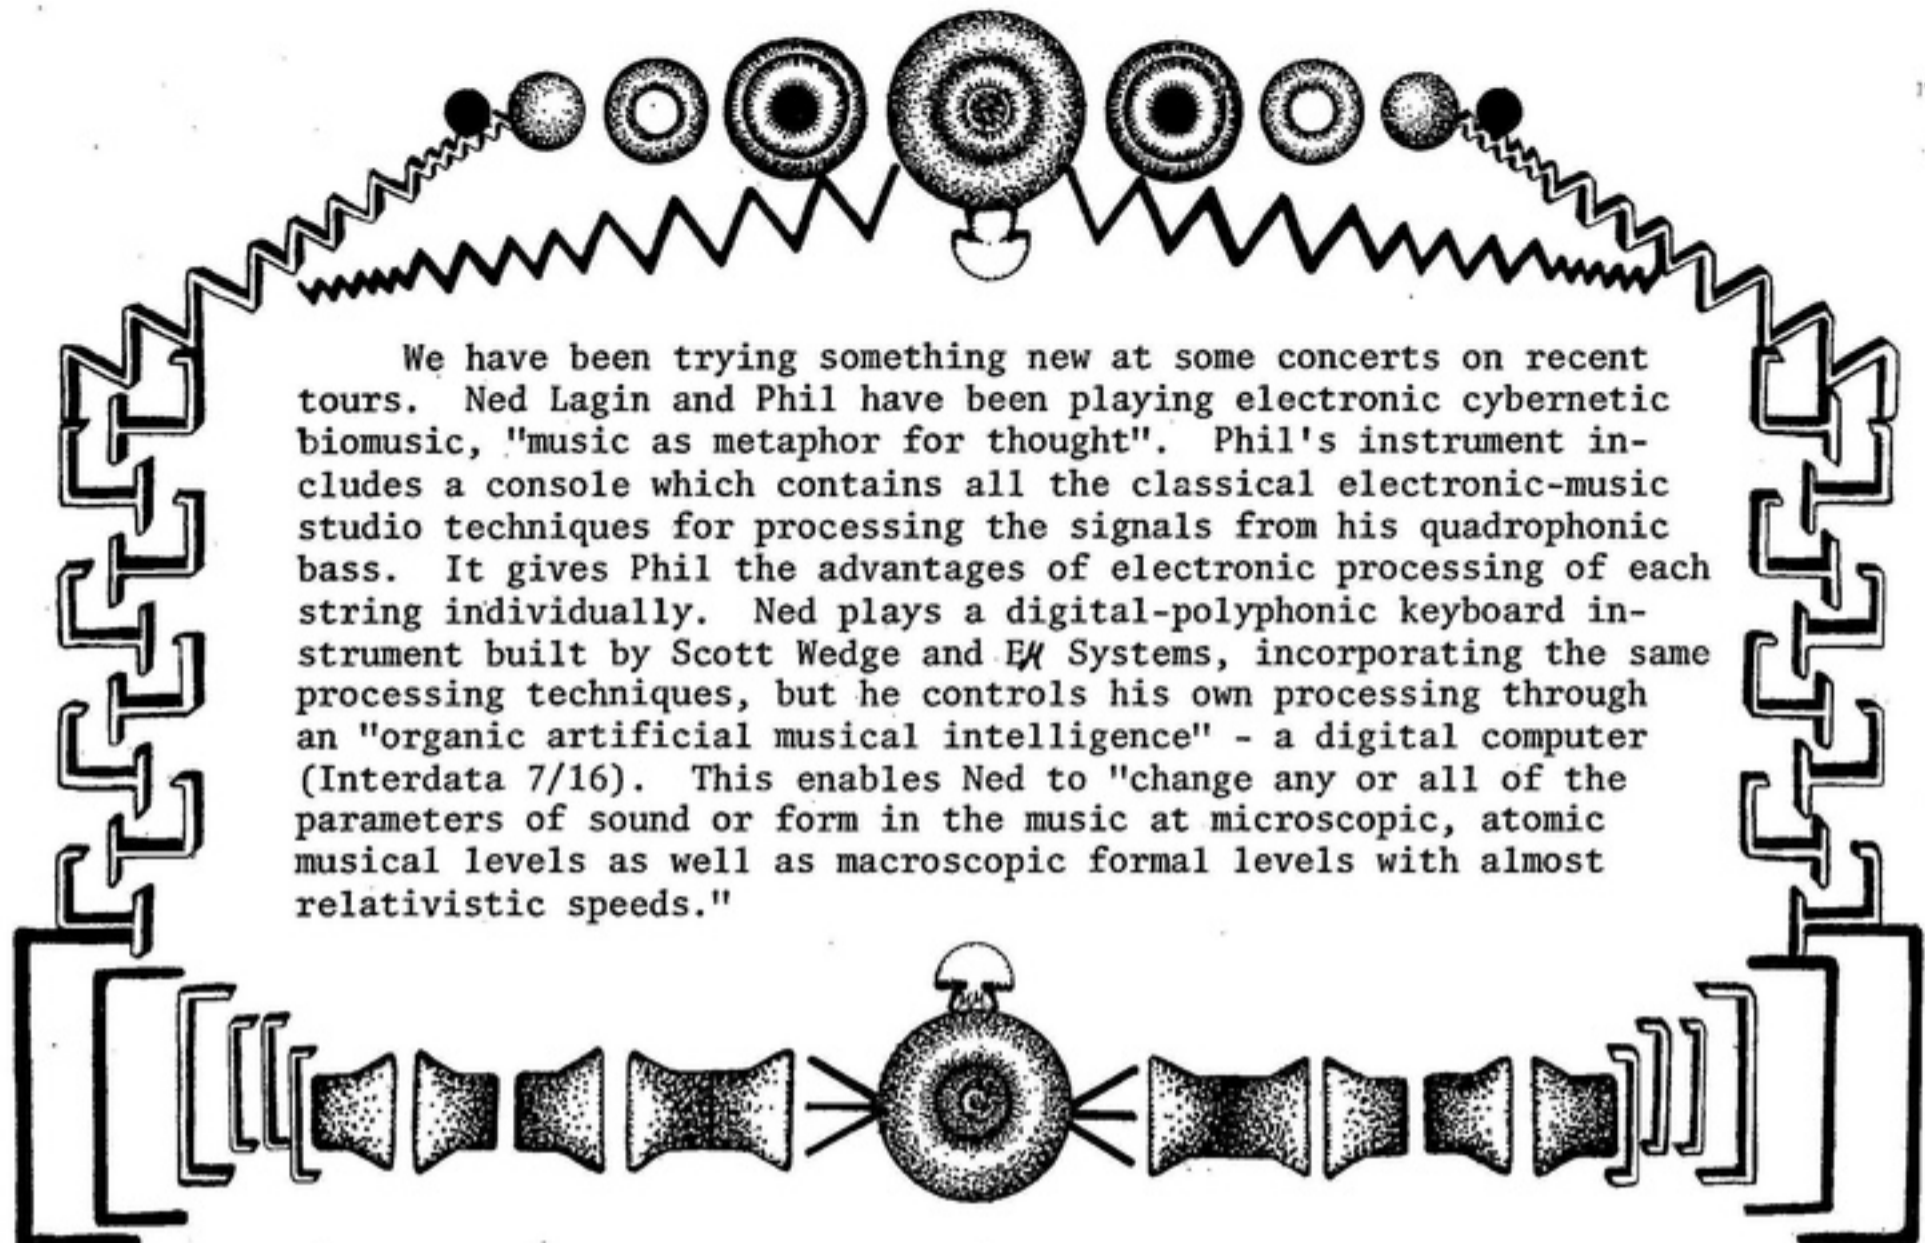 We have been trying something new at some concerts on recent
tours. Ned Lagin and Phil have been playing electronic cybernetic
biomusic, "music as metaphor for thought". Phil's instrument in-
cludes a console which contains all the classical electronic-music
studio techniques for processing the signals from his quadrophonic
bass. It gives Phil the advantages of electronic processing of each
string individually. Ned plays a digital-polyphonic keyboard in-
strument built by Scott Wedge and Eµ Systems, incorporating the same
processing techniques, but he controls his own processing through
an "organic artificial musical intelligence" - a digital computer
(Interdata 7/16). This enables Ned to "change any or all of the
parameters of sound or form in the music at microscopic, atomic
musical levels as well as macroscopic formal levels with almost
relativistic speeds."